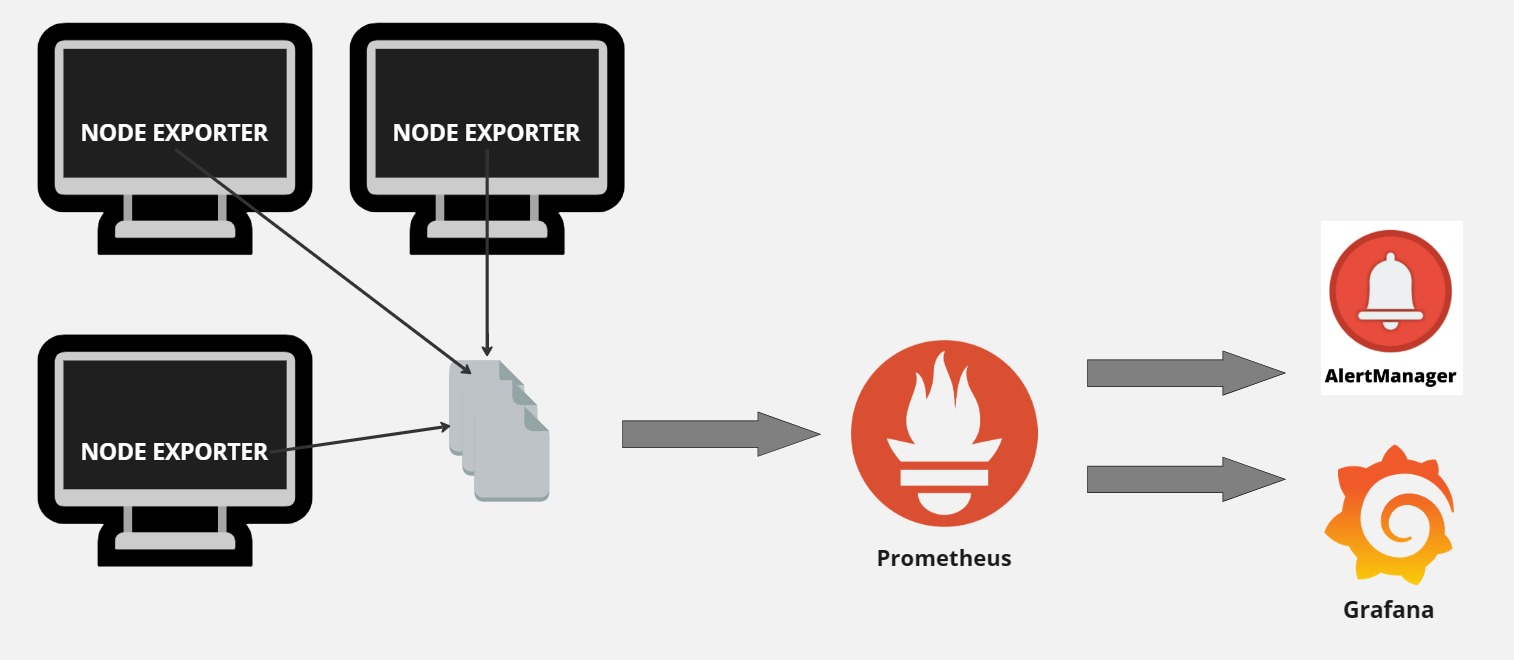 NODE EXPORTER
NODE EXPORTER
NODE EXPORTER
AlertManager
Prometheus
Grafana